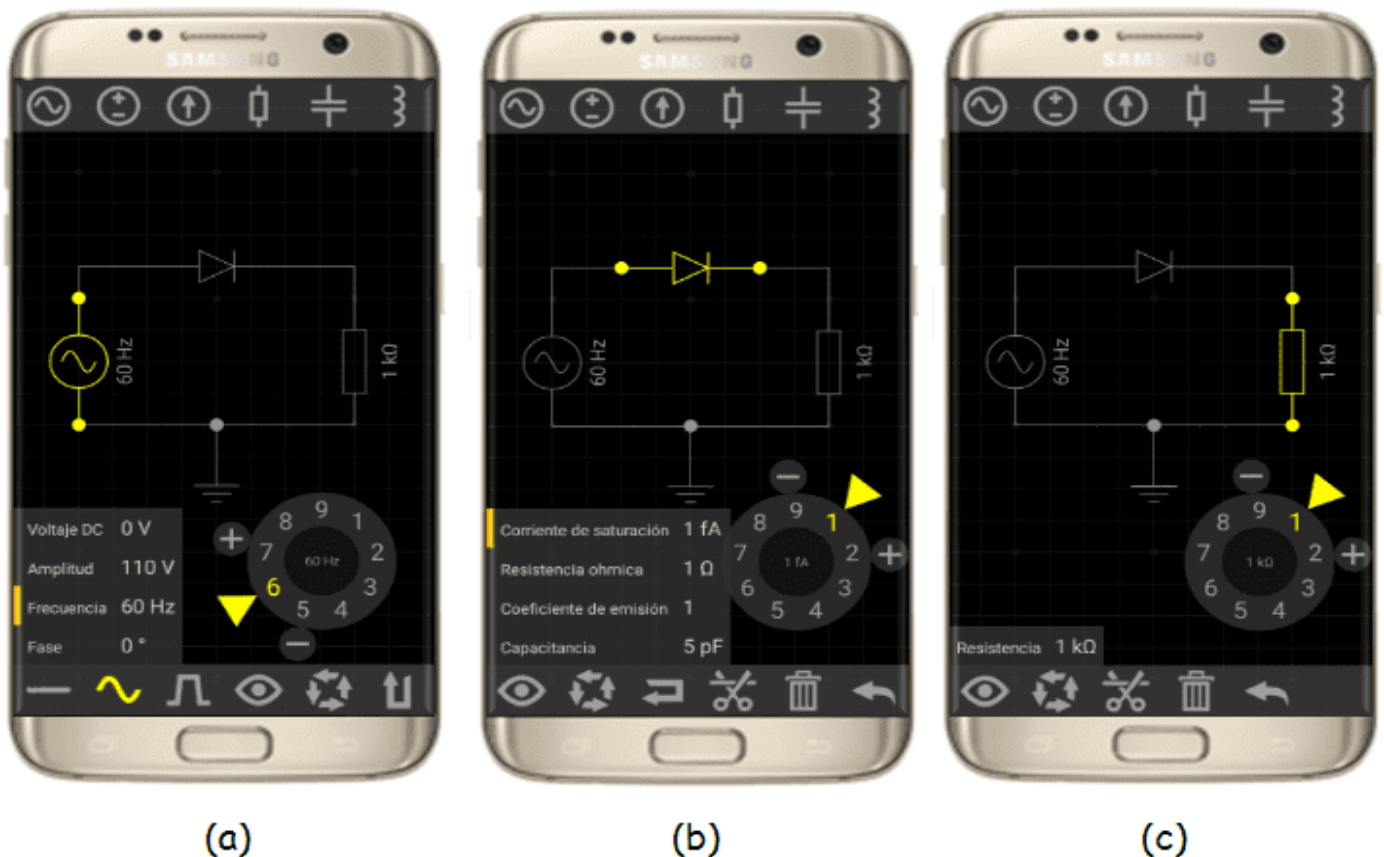 SAMSUNG
60 Hz
1 kΩ
Voltaje DC 0 V
Amplitud 110 V
Frecuencia 60 Hz
Fase 0 °
1 2 3 4 5 6 7 8 9
60 Hz
+
−
(a)
SAMSUNG
60 Hz
1 kΩ
Corriente de saturación 1 fA
Resistencia ohmica 1 Ω
Coeficiente de emisión 1
Capacitancia 5 pF
1 2 3 4 5 6 7 8 9
1 fA
−
+
(b)
SAMSUNG
60 Hz
1 kΩ
Resistencia 1 kΩ
1 2 3 4 5 6 7 8 9
1 kΩ
−
+
(c)